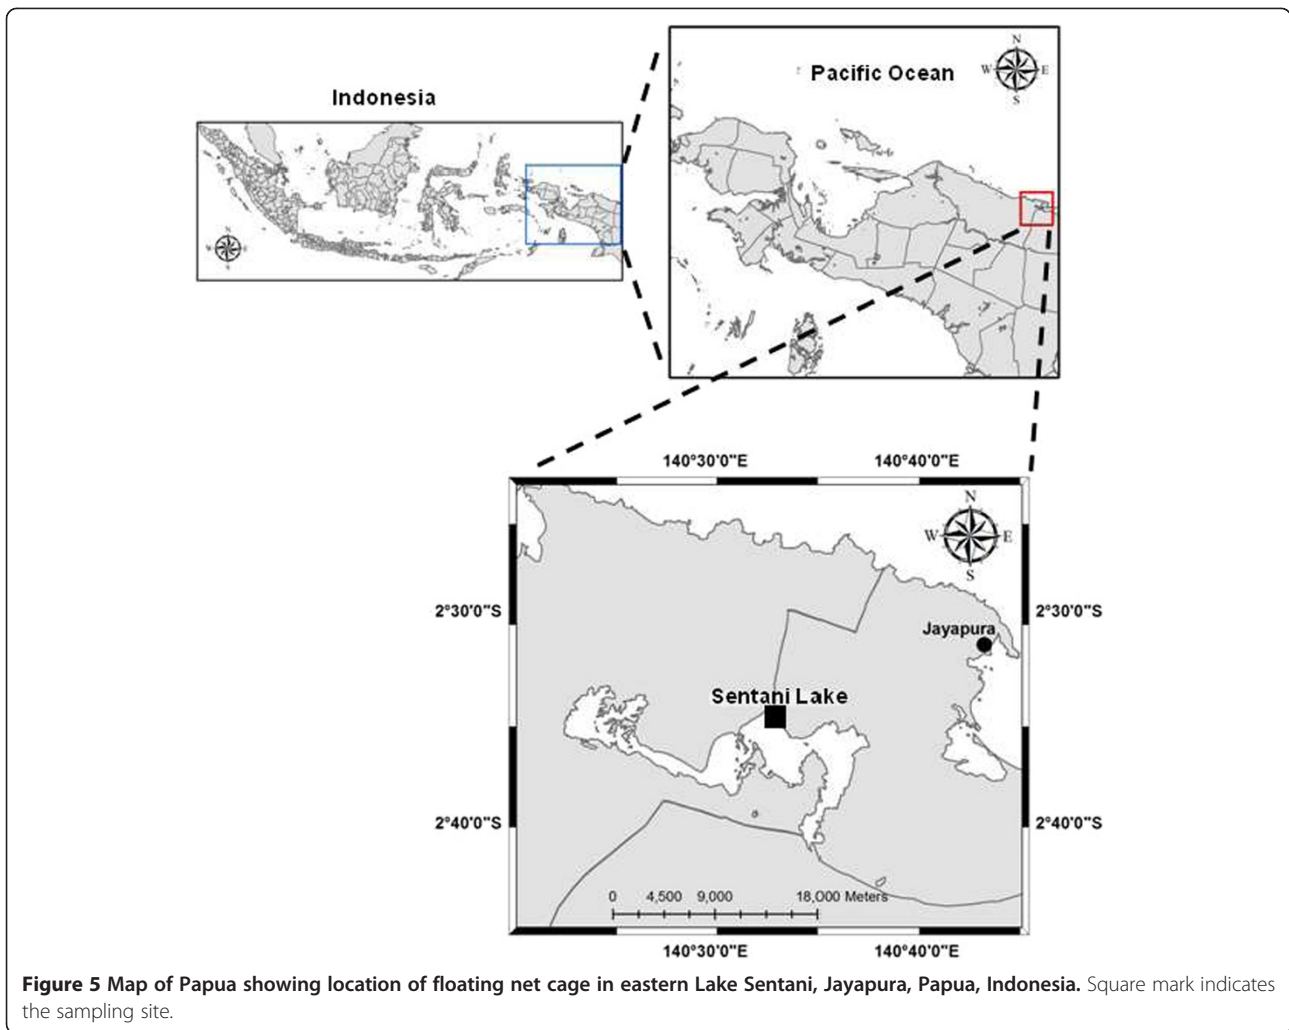 Indonesia
N
W E
S
Pacific Ocean
N
W E
S
140°30'0"E 140°40'0"E
N
W E
S
2°30'0"S 2°30'0"S
Jayapura
Sentani Lake
2°40'0"S 2°40'0"S
0 4,500 9,000 18,000 Meters
140°30'0"E 140°40'0"E
Figure 5 Map of Papua showing location of floating net cage in eastern Lake Sentani, Jayapura, Papua, Indonesia. Square mark indicates
the sampling site.